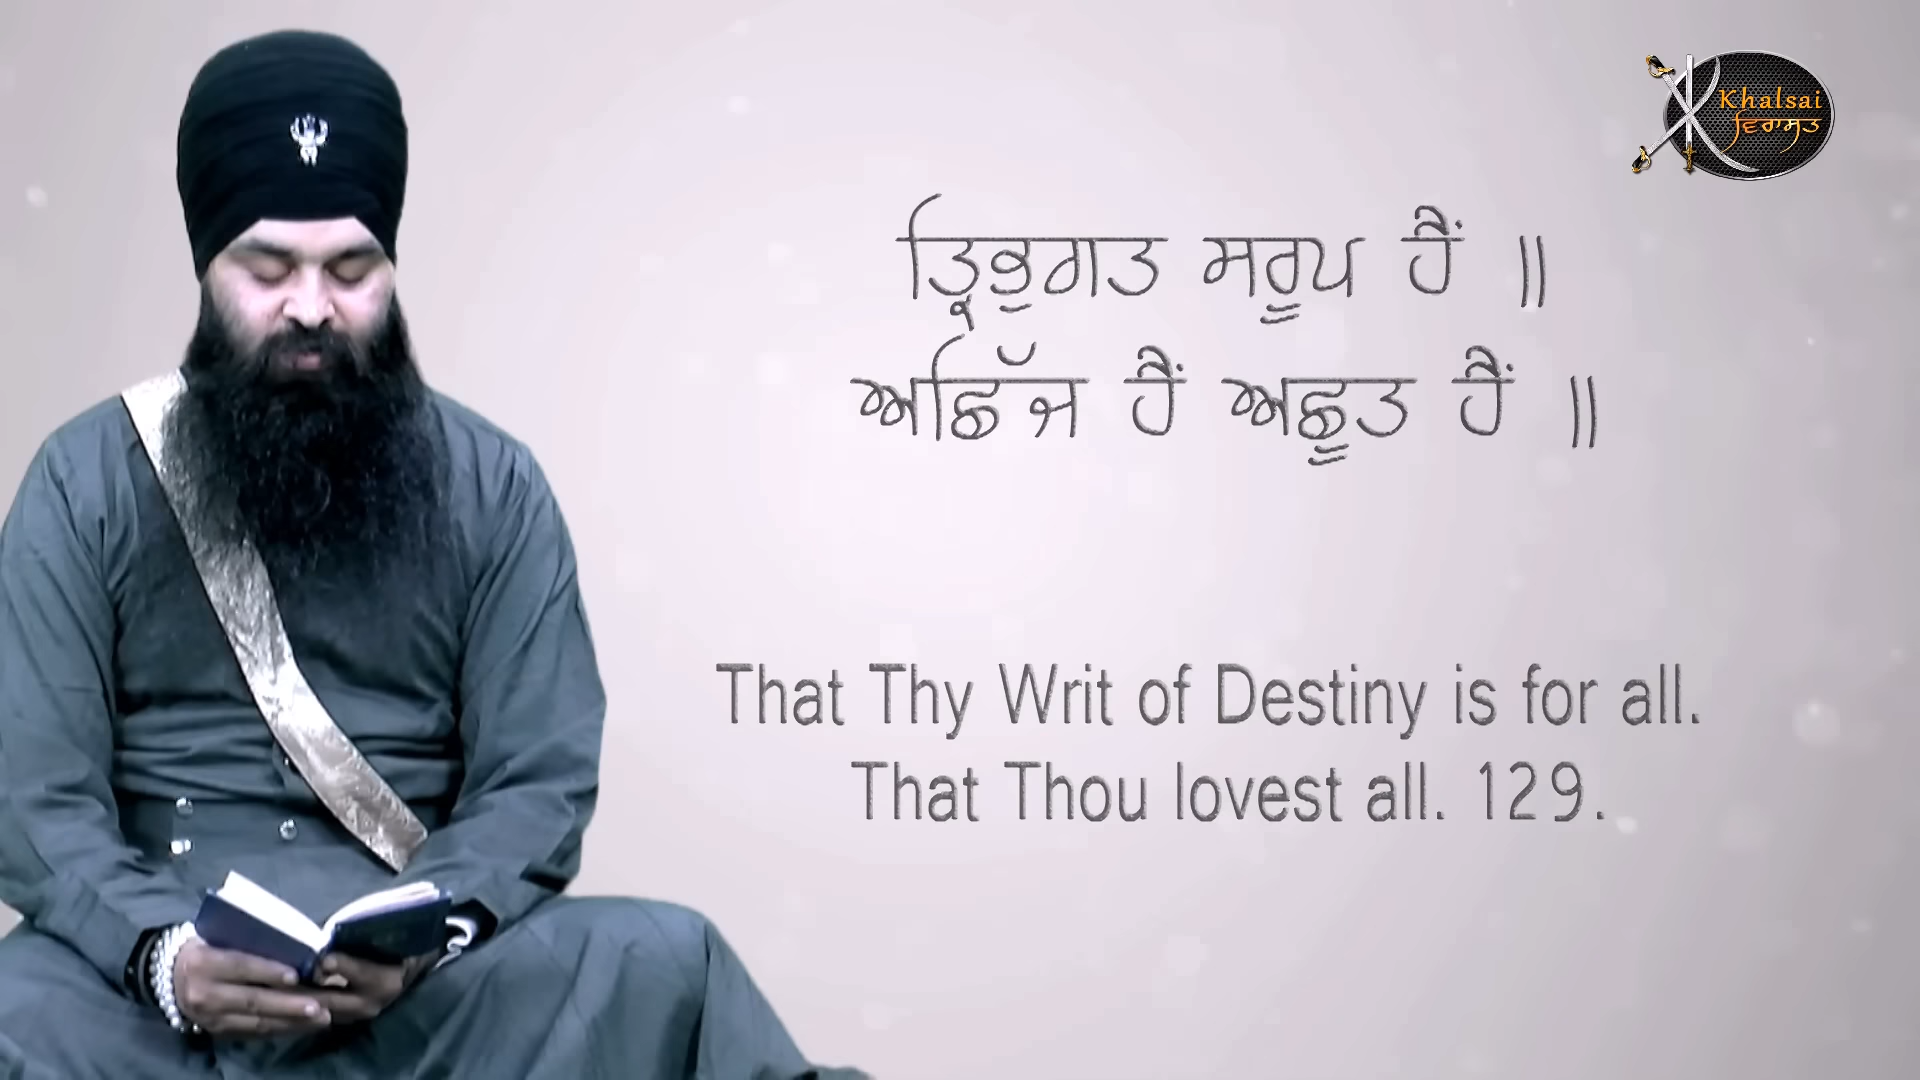 Khalsai
ਵਿਰਾਸਤ
ਤ੍ਰਿਭੁਗਤ ਸਰੂਪ ਹੈਂ ॥
ਅਛਿੱਜ ਹੈਂ ਅਛੂਤ ਹੈਂ ॥
That Thy Writ of Destiny is for all.
That Thou lovest all. 129.